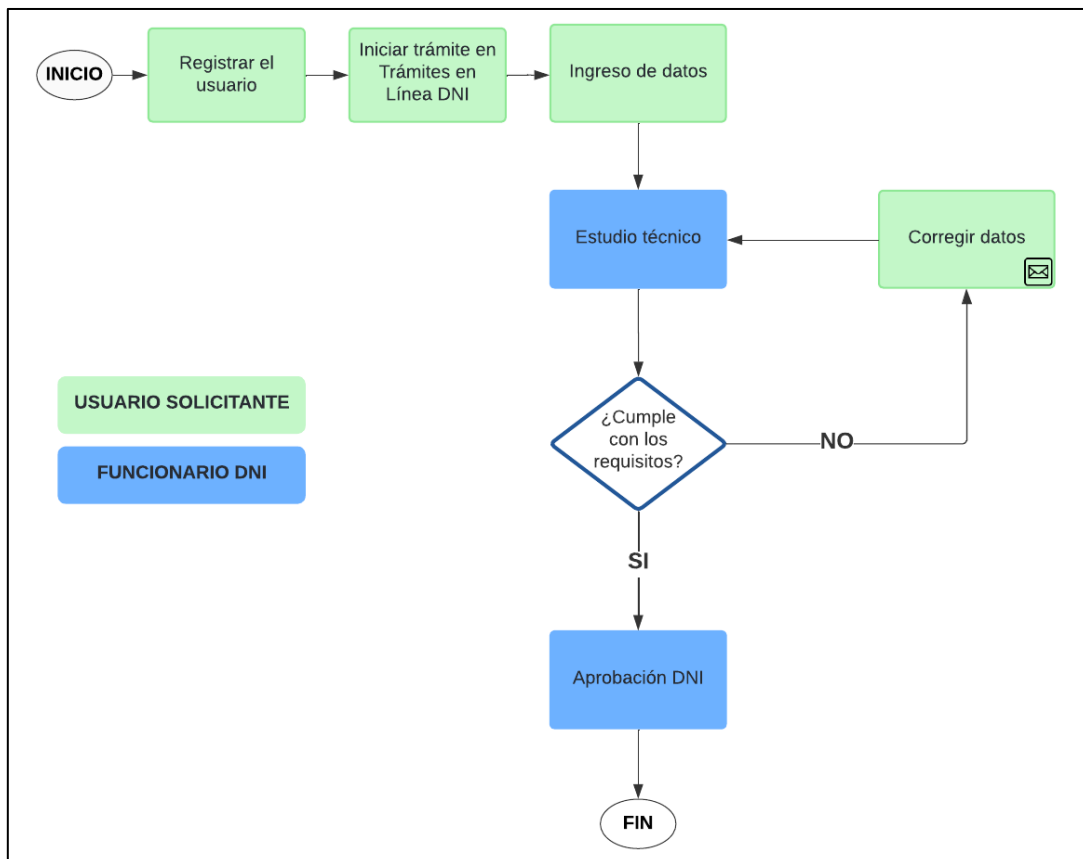 INICIO
Registrar el
usuario
Iniciar trámite en
Trámites en
Línea DNI
Ingreso de datos
Estudio técnico
Corregir datos
USUARIO SOLICITANTE
FUNCIONARIO DNI
¿Cumple
con los
requisitos?
NO
SI
Aprobación DNI
FIN